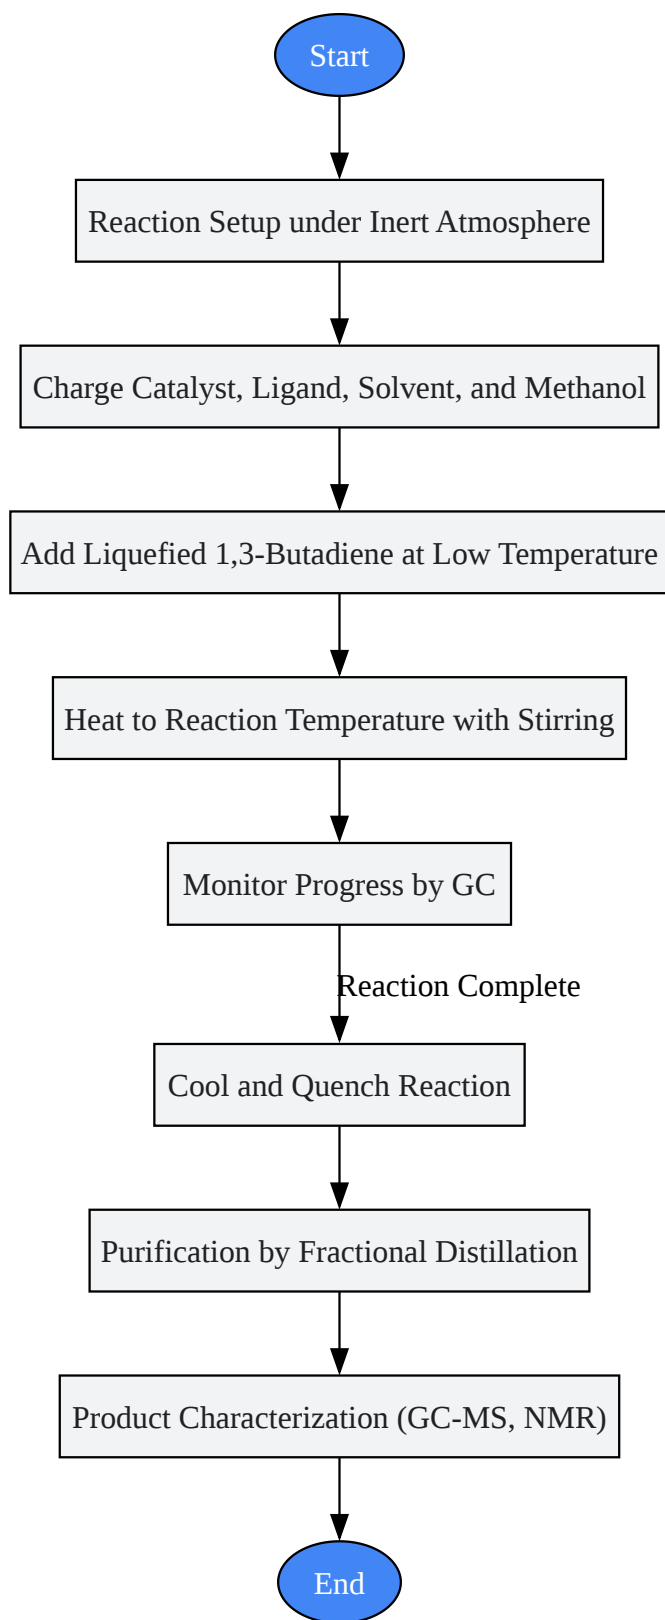 Start
Reaction Setup under Inert Atmosphere
Charge Catalyst, Ligand, Solvent, and Methanol
Add Liquefied 1,3-Butadiene at Low Temperature
Heat to Reaction Temperature with Stirring
Monitor Progress by GC
Reaction Complete
Cool and Quench Reaction
Purification by Fractional Distillation
Product Characterization (GC-MS, NMR)
End